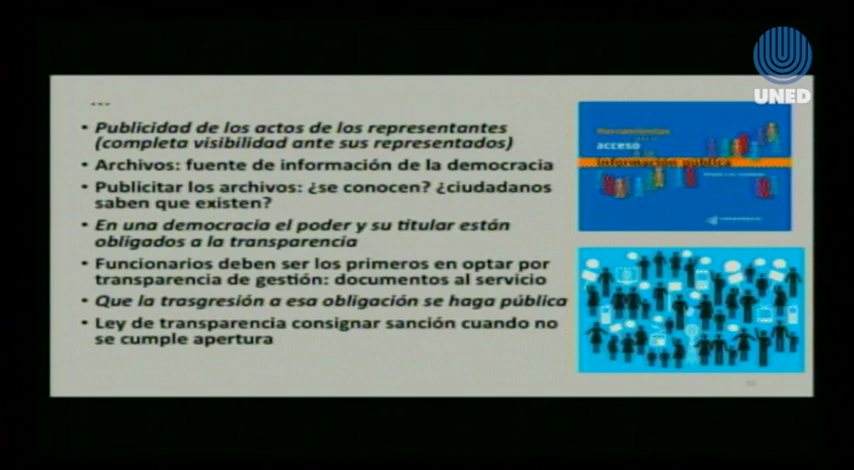 UNED
...
• Publicidad de los actos de los representantes
(completa visibilidad ante sus representados)
• Archivos: fuente de información de la democracia
• Publicitar los archivos: ¿se conocen? ¿ciudadanos
saben que existen?
• En una democracia el poder y su titular están
obligados a la transparencia
• Funcionarios deben ser los primeros en optar por
transparencia de gestión: documentos al servicio
• Que la trasgresión a esa obligación se haga pública
• Ley de transparencia consignar sanción cuando no
se cumple apertura
Herramientas
acceso
información pública